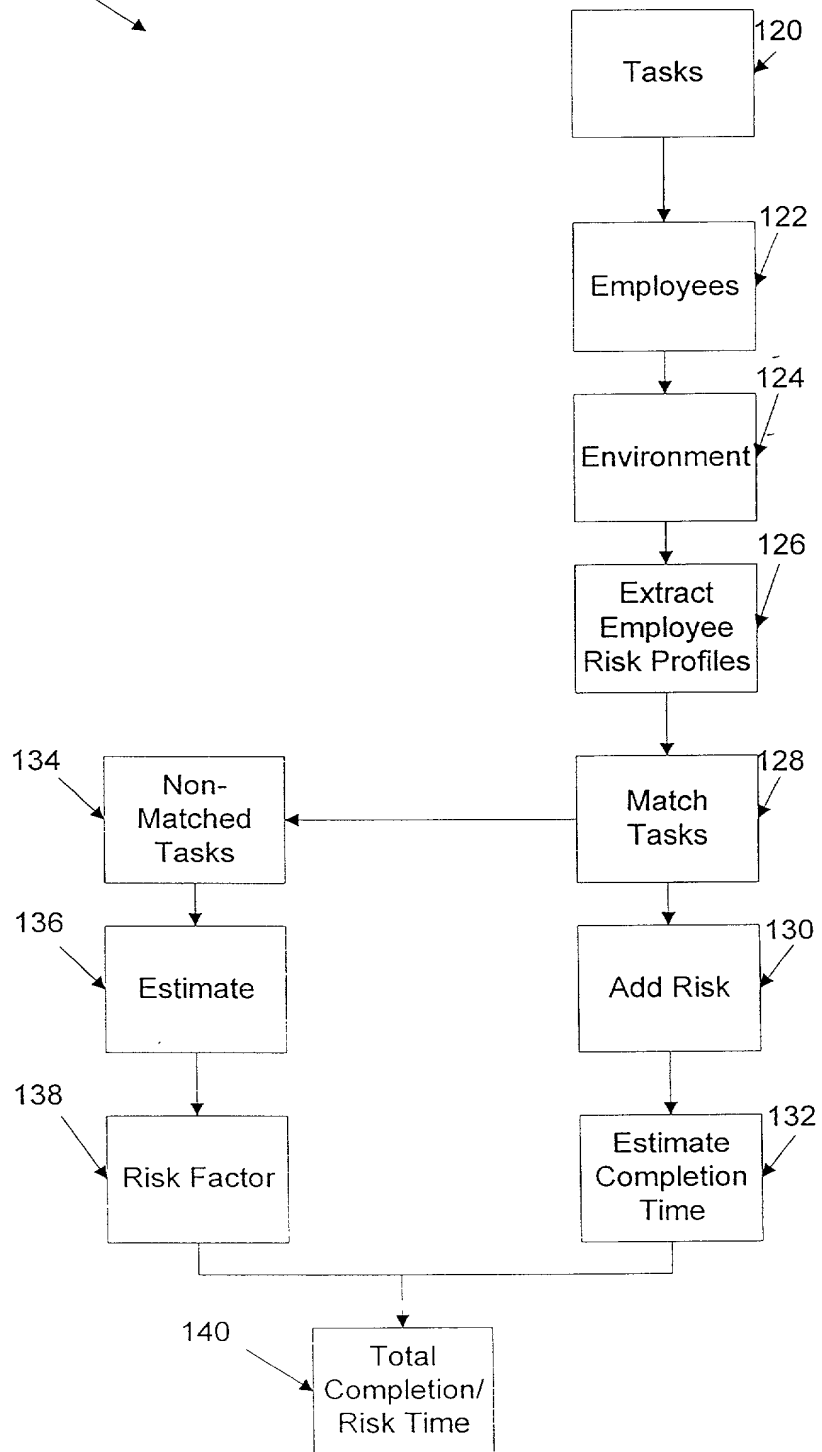 120
Tasks
122
Employees
124
Environment
126
Extract
Employee
Risk Profiles
134
Non-
Matched
Tasks
128
Match
Tasks
136
Estimate
130
Add Risk
138
Risk Factor
132
Estimate
Completion
Time
140
Total
Completion/
Risk Time